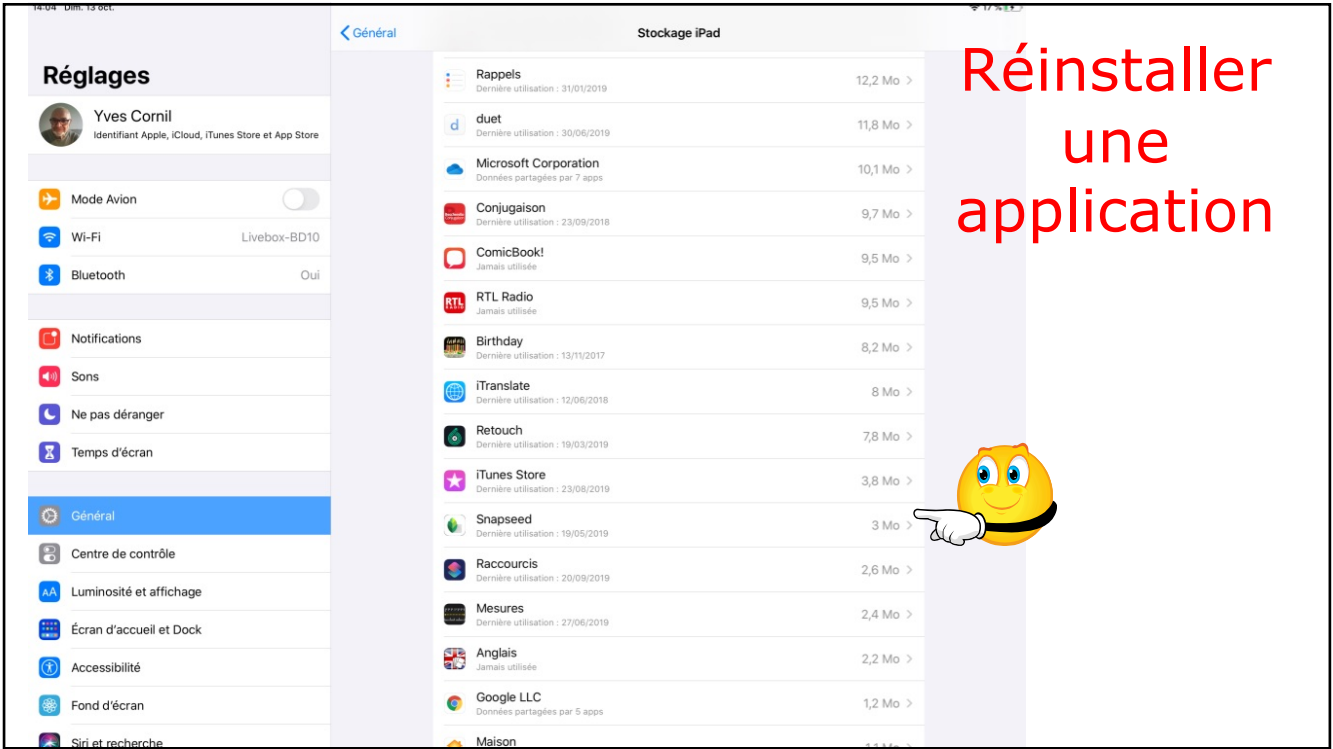 14:04 Dim. 13 oct.
17 %
Général
Stockage iPad
Réinstaller
une
application
Réglages
Yves Cornil
Identifiant Apple, iCloud, iTunes Store et App Store
Mode Avion
Wi-Fi Livebox-BD10
Bluetooth Oui
Notifications
Sons
Ne pas déranger
Temps d'écran
Général
Centre de contrôle
AA Luminosité et affichage
Écran d'accueil et Dock
Accessibilité
Fond d'écran
Siri et recherche
Rappels 12,2 Mo
Dernière utilisation : 31/01/2019
d duet 11,8 Mo
Dernière utilisation : 30/06/2019
Microsoft Corporation 10,1 Mo
Données partagées par 7 apps
Conjugaison 9,7 Mo
Dernière utilisation : 23/09/2018
ComicBook! 9,5 Mo
Jamais utilisée
RTL RTL Radio 9,5 Mo
Jamais utilisée
Birthday 8,2 Mo
Dernière utilisation : 13/11/2017
iTranslate 8 Mo
Dernière utilisation : 12/06/2018
Retouch 7,8 Mo
Dernière utilisation : 19/03/2019
iTunes Store 3,8 Mo
Dernière utilisation : 23/08/2019
Snapseed 3 Mo
Dernière utilisation : 19/05/2019
Raccourcis 2,6 Mo
Dernière utilisation : 20/09/2019
Mesures 2,4 Mo
Dernière utilisation : 27/06/2019
Anglais 2,2 Mo
Jamais utilisée
Google LLC 1,2 Mo
Données partagées par 5 apps
Maison